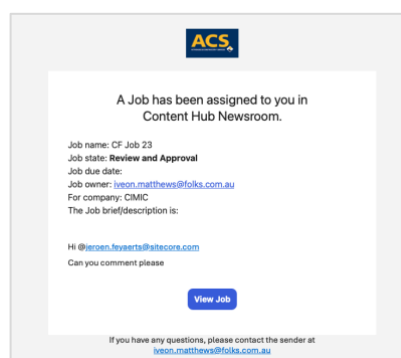 ACS
A Job has been assigned to you in
Content Hub Newsroom.
Job name: CF Job 23
Job state: Review and Approval
Job due date:
Job owner: iveon.matthews@folks.com.au
For company: CIMIC
The Job brief/description is:
Hi @jeroen.feyaerts@sitecore.com
Can you comment please
View Job
If you have any questions, please contact the sender at
iveon.matthews@folks.com.au